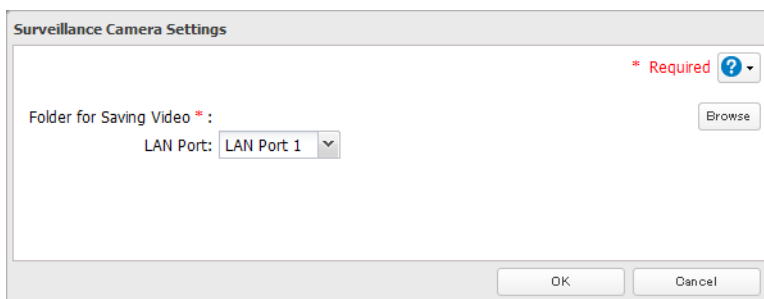 Surveillance Camera Settings
* Required ?
Folder for Saving Video * :
Browse
LAN Port: LAN Port 1
OK
Cancel